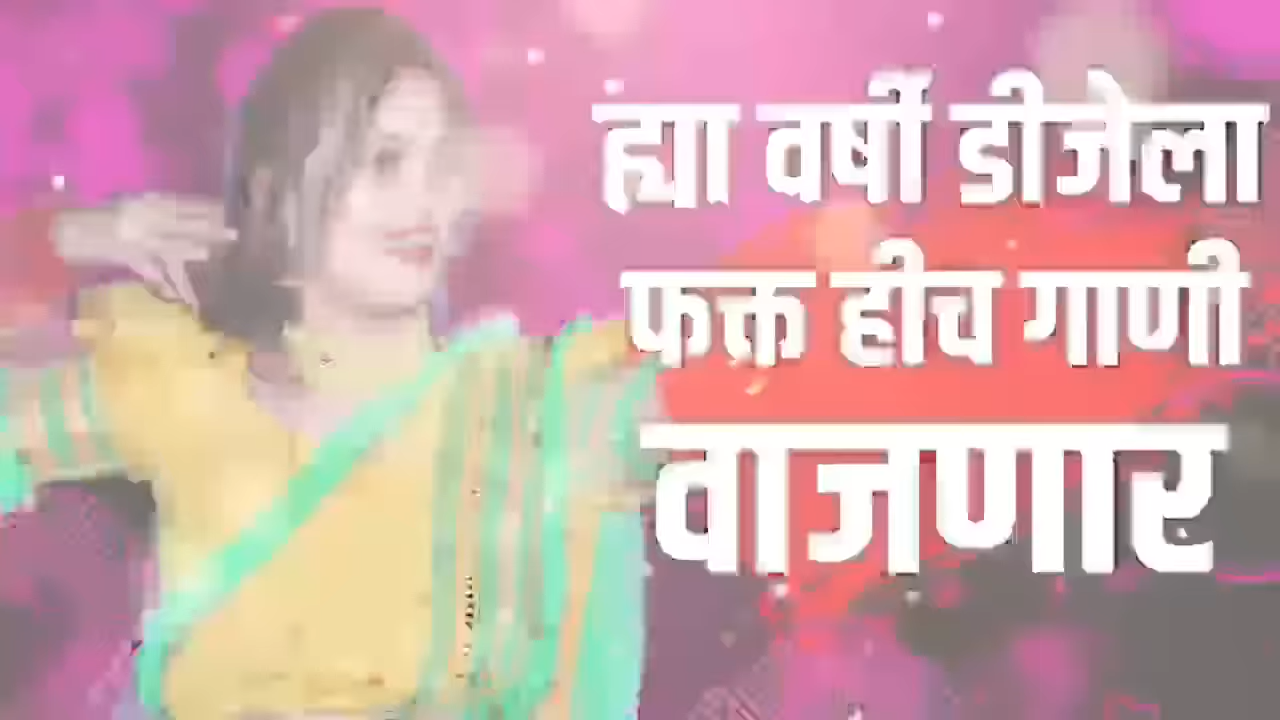 ह्या वर्षी डीजेला
फक्त हीच गाणी
वाजणार